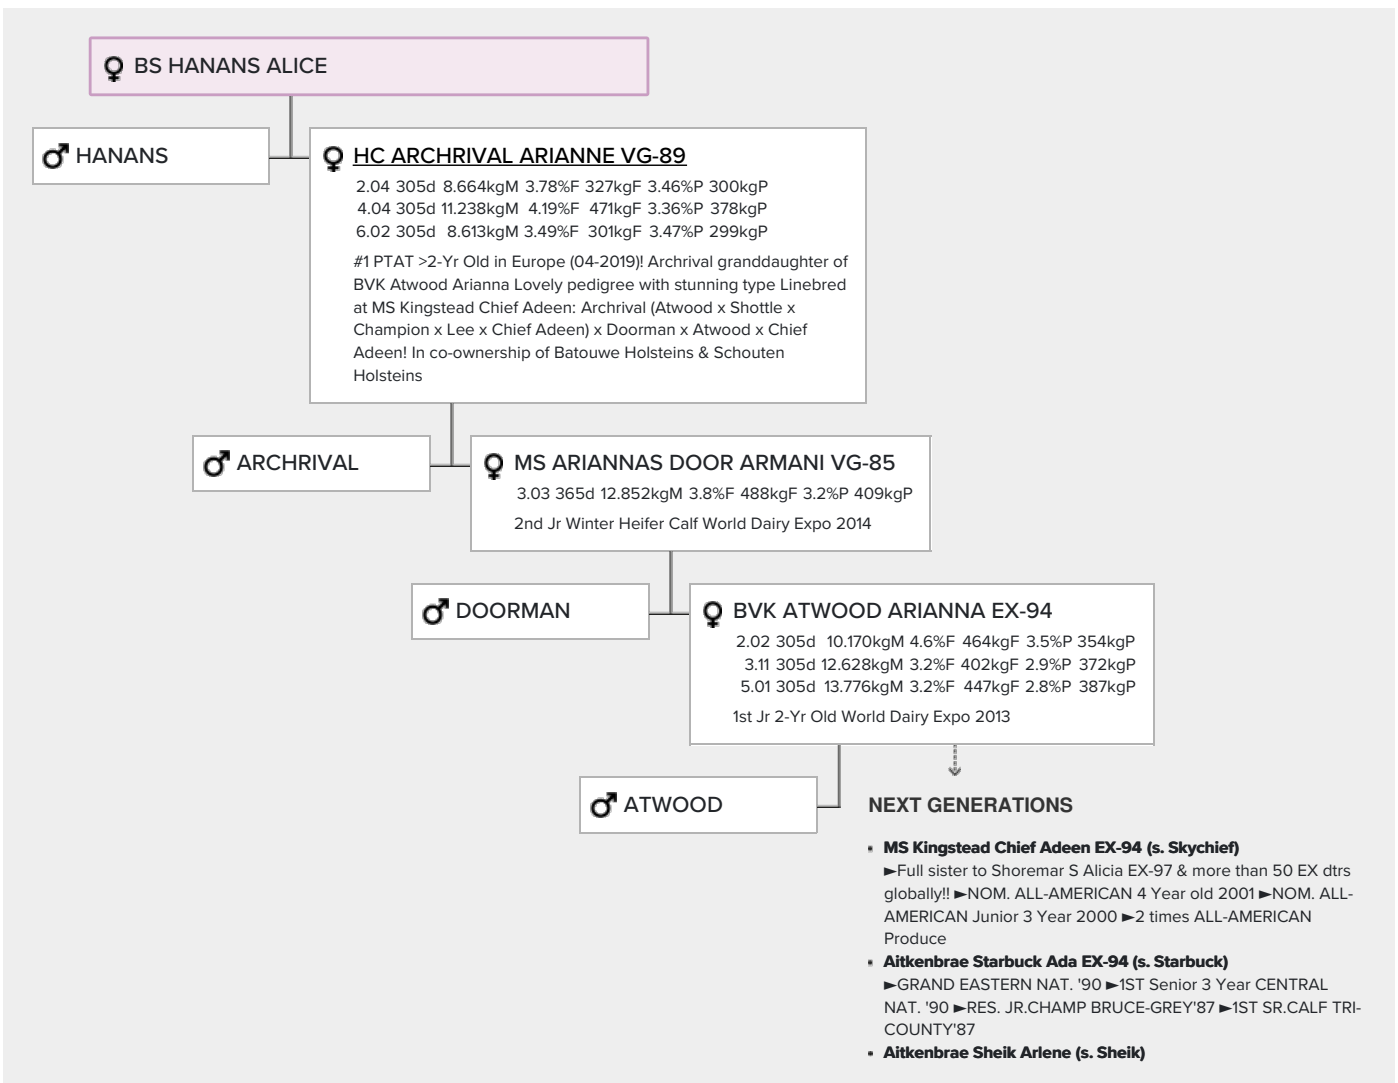 BS HANANS ALICE
HANANS
HC ARCHRIVAL ARIANNE VG-89
2.04 305d 8.664kgM 3.78%F 327kgF 3.46%P 300kgP
4.04 305d 11.238kgM 4.19%F 471kgF 3.36%P 378kgP
6.02 305d 8.613kgM 3.49%F 301kgF 3.47%P 299kgP
#1 PTAT >2-Yr Old in Europe (04-2019)! Archrival granddaughter of
BVK Atwood Arianna Lovely pedigree with stunning type Linebred
at MS Kingstead Chief Adeen: Archrival (Atwood x Shottle x
Champion x Lee x Chief Adeen) x Doorman x Atwood x Chief
Adeen! In co-ownership of Batouwe Holsteins & Schouten
Holsteins
ARCHRIVAL
MS ARIANNAS DOOR ARMANI VG-85
3.03 365d 12.852kgM 3.8%F 488kgF 3.2%P 409kgP
2nd Jr Winter Heifer Calf World Dairy Expo 2014
DOORMAN
BVK ATWOOD ARIANNA EX-94
2.02 305d 10.170kgM 4.6%F 464kgF 3.5%P 354kgP
3.11 305d 12.628kgM 3.2%F 402kgF 2.9%P 372kgP
5.01 305d 13.776kgM 3.2%F 447kgF 2.8%P 387kgP
1st Jr 2-Yr Old World Dairy Expo 2013
ATWOOD
NEXT GENERATIONS
▪ MS Kingstead Chief Adeen EX-94 (s. Skychief)
►Full sister to Shoremar S Alicia EX-97 & more than 50 EX dtrs
globally!! ►NOM. ALL-AMERICAN 4 Year old 2001 ►NOM. ALL-
AMERICAN Junior 3 Year 2000 ►2 times ALL-AMERICAN
Produce
▪ Aitkenbrae Starbuck Ada EX-94 (s. Starbuck)
►GRAND EASTERN NAT. '90 ►1ST Senior 3 Year CENTRAL
NAT. '90 ►RES. JR.CHAMP BRUCE-GREY'87 ►1ST SR.CALF TRI-
COUNTY'87
▪ Aitkenbrae Sheik Arlene (s. Sheik)